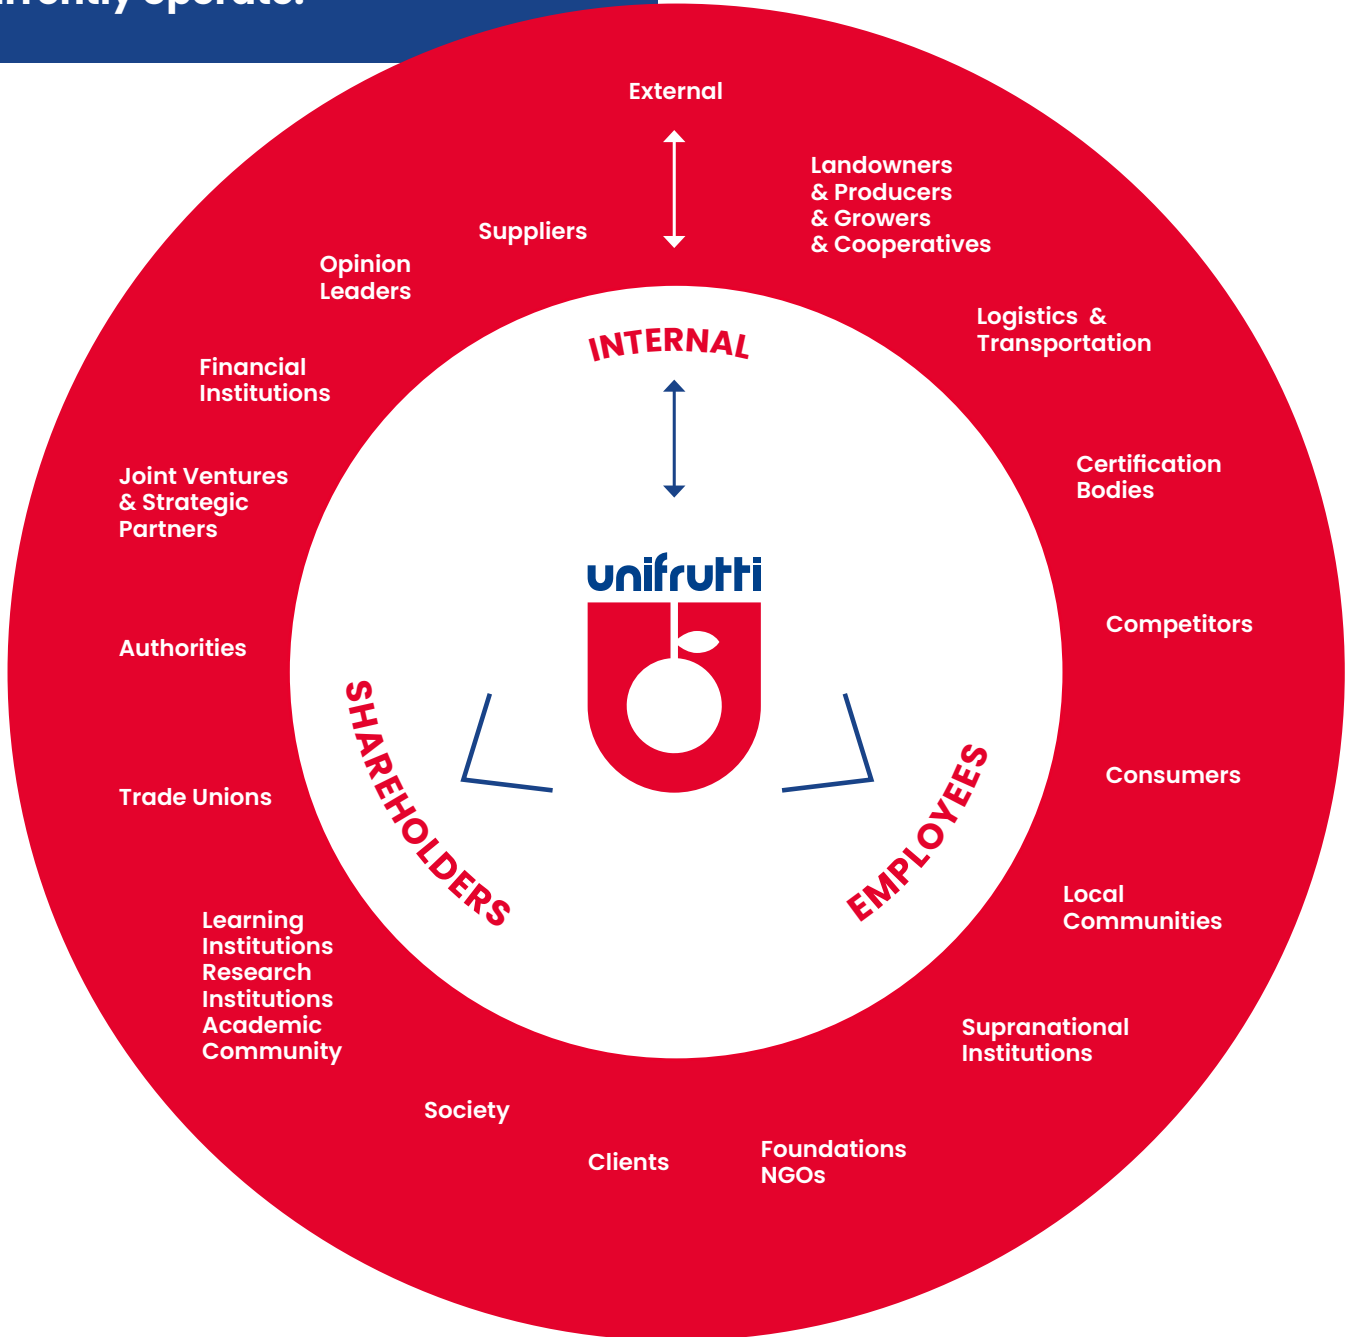 operate.
External
Landowners
& Producers
& Growers
& Cooperatives
Logistics &
Transportation
Certification
Bodies
Competitors
Consumers
Local
Communities
Supranational
Institutions
Foundations
NGOs
Clients
Society
Learning
Institutions
Research
Institutions
Academic
Community
Trade Unions
Authorities
Joint Ventures
& Strategic
Partners
Financial
Institutions
Opinion
Leaders
Suppliers
INTERNAL
unifrutti
SHAREHOLDERS
EMPLOYEES